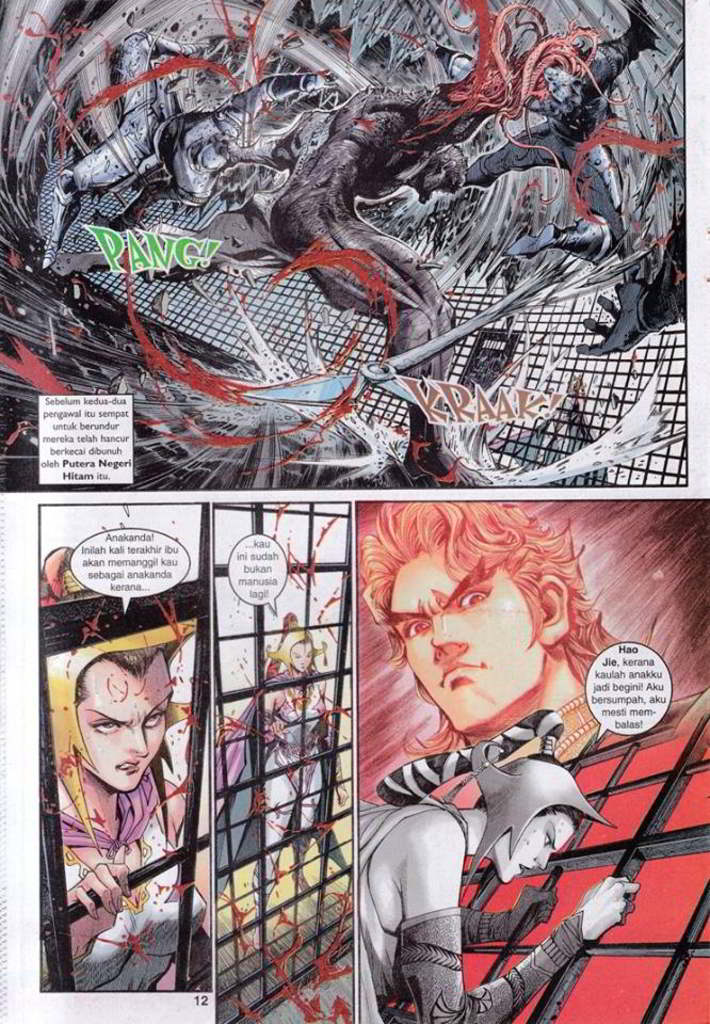 PANG!
KRAAK!
Sebelum kedua-dua
pengawal itu sempat
untuk berundur
mereka telah hancur
berkecai dibunuh
oleh Putera Negeri
Hitam itu.
Anakanda!
Inilah kali terakhir ibu
akan memanggil kau
sebagai anakanda
kerana...
...kau
ini sudah
bukan
manusia
lagi!
Hao
Jie, kerana
kaulah anakku
jadi begini! Aku
bersumpah, aku
mesti mem-
balas!
12